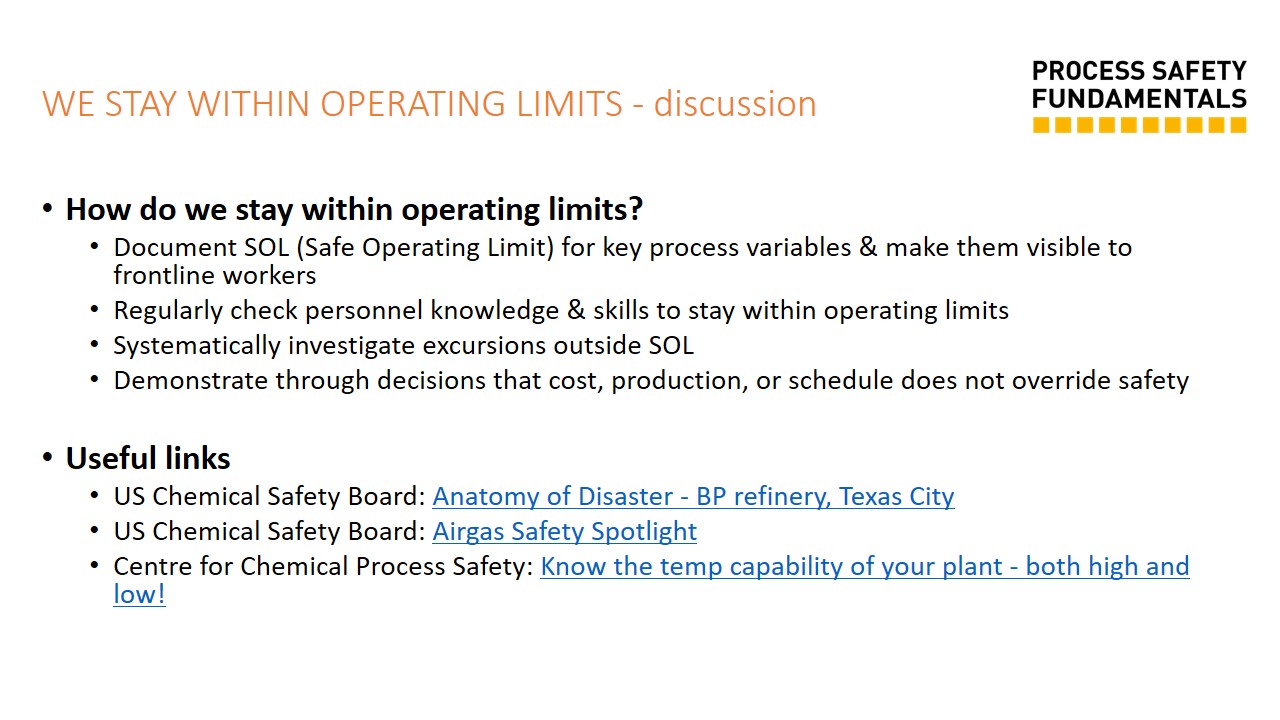 PROCESS SAFETY
FUNDAMENTALS
WE STAY WITHIN OPERATING LIMITS - discussion
• How do we stay within operating limits?
• Document SOL (Safe Operating Limit) for key process variables & make them visible to
frontline workers
• Regularly check personnel knowledge & skills to stay within operating limits
• Systematically investigate excursions outside SOL
• Demonstrate through decisions that cost, production, or schedule does not override safety
• Useful links
• US Chemical Safety Board: Anatomy of Disaster - BP refinery, Texas City
• US Chemical Safety Board: Airgas Safety Spotlight
• Centre for Chemical Process Safety: Know the temp capability of your plant - both high and
low!